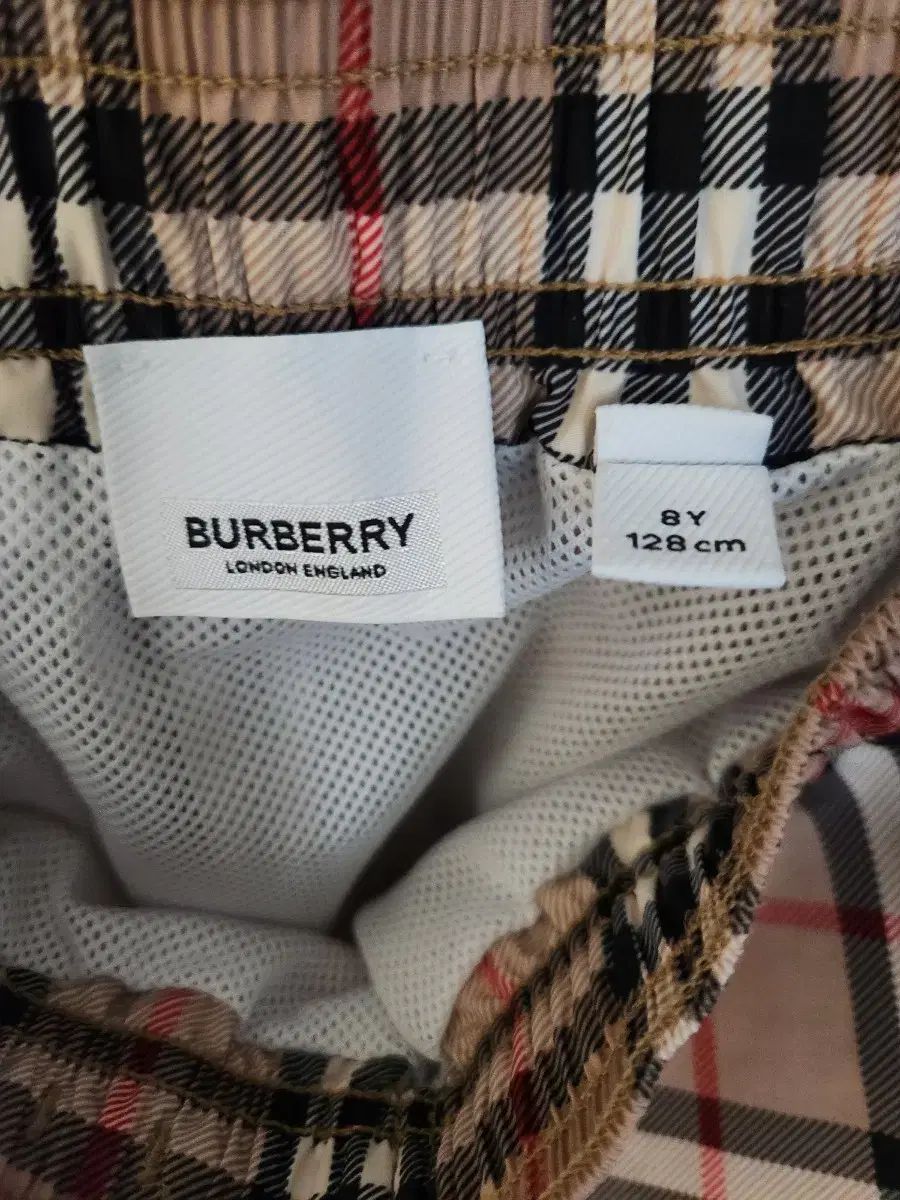 BURBERRY
LONDON ENGLAND
8Y
128 cm